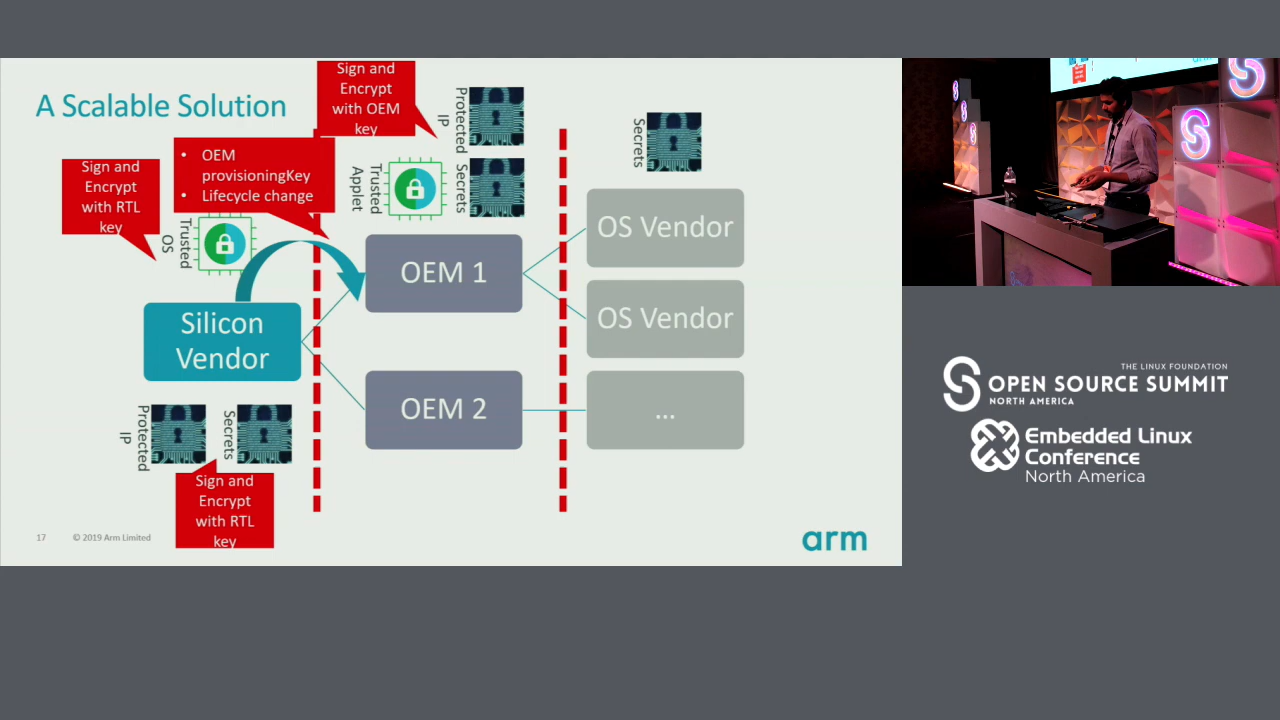 A Scalable Solution
Sign and
Encrypt
with OEM
key
Protected
IP
Secrets
• OEM
provisioningKey
• Lifecycle change
Sign and
Encrypt
with RTL
key
Trusted
OS
Trusted
Applet
Secrets
OEM 1
OS Vendor
OS Vendor
Silicon
Vendor
OEM 2
...
Protected
IP
Secrets
Sign and
Encrypt
with RTL
key
17 © 2019 Arm Limited
arm
THE LINUX FOUNDATION
OPEN SOURCE SUMMIT
NORTH AMERICA
Embedded Linux
Conference
North America